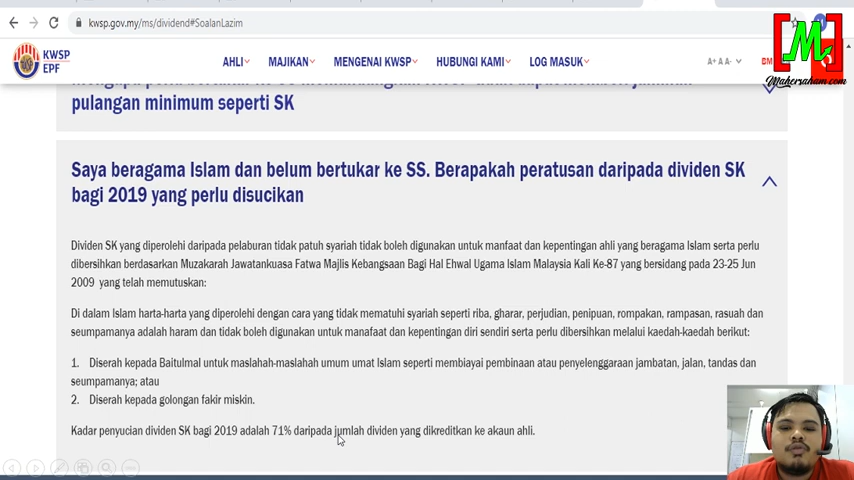 kwsp.gov.my/ms/dividend#SoalanLazim
KWSP
EPF
AHLI
MAJIKAN
MENGENAI KWSP
HUBUNGI KAMI
LOG MASUK
A+ A A-
BM
[M]
Mahersaham.com
pulangan minimum seperti SK
Saya beragama Islam dan belum bertukar ke SS. Berapakah peratusan daripada dividen SK
bagi 2019 yang perlu disucikan
Dividen SK yang diperolehi daripada pelaburan tidak patuh syariah tidak boleh digunakan untuk manfaat dan kepentingan ahli yang beragama Islam serta perlu
dibersihkan berdasarkan Muzakarah Jawatankuasa Fatwa Majlis Kebangsaan Bagi Hal Ehwal Ugama Islam Malaysia Kali Ke-87 yang bersidang pada 23-25 Jun
2009 yang telah memutuskan:
Di dalam Islam harta-harta yang diperolehi dengan cara yang tidak mematuhi syariah seperti riba, gharar, perjudian, penipuan, rompakan, rampasan, rasuah dan
seumpamanya adalah haram dan tidak boleh digunakan untuk manafaat dan kepentingan diri sendiri serta perlu dibersihkan melalui kaedah-kaedah berikut:
1. Diserah kepada Baitulmal untuk maslahah-maslahah umum umat Islam seperti membiayai pembinaan atau penyelenggaraan jambatan, jalan, tandas dan
seumpamanya; atau
2. Diserah kepada golongan fakir miskin.
Kadar penyucian dividen SK bagi 2019 adalah 71% daripada jumlah dividen yang dikreditkan ke akaun ahli.